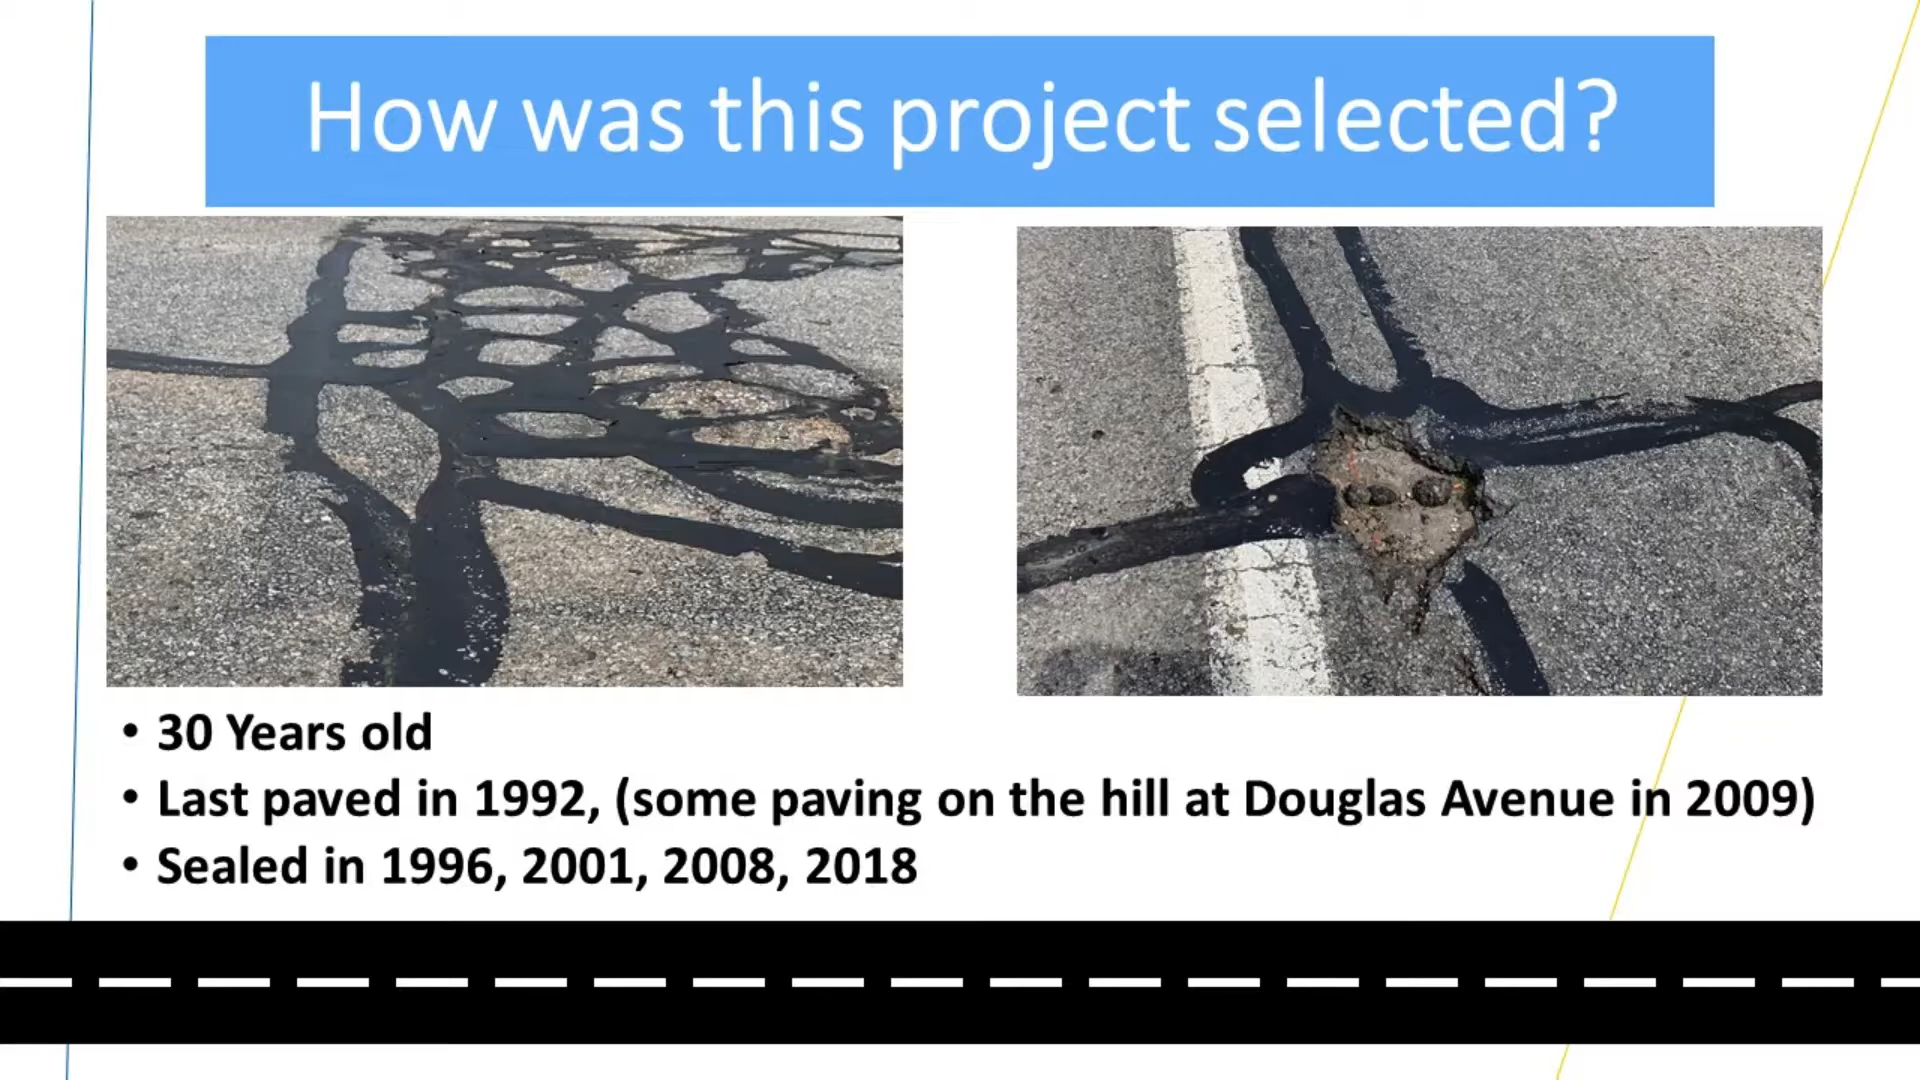 How was this project selected?
• 30 Years old
• Last paved in 1992, (some paving on the hill at Douglas Avenue in 2009)
• Sealed in 1996, 2001, 2008, 2018